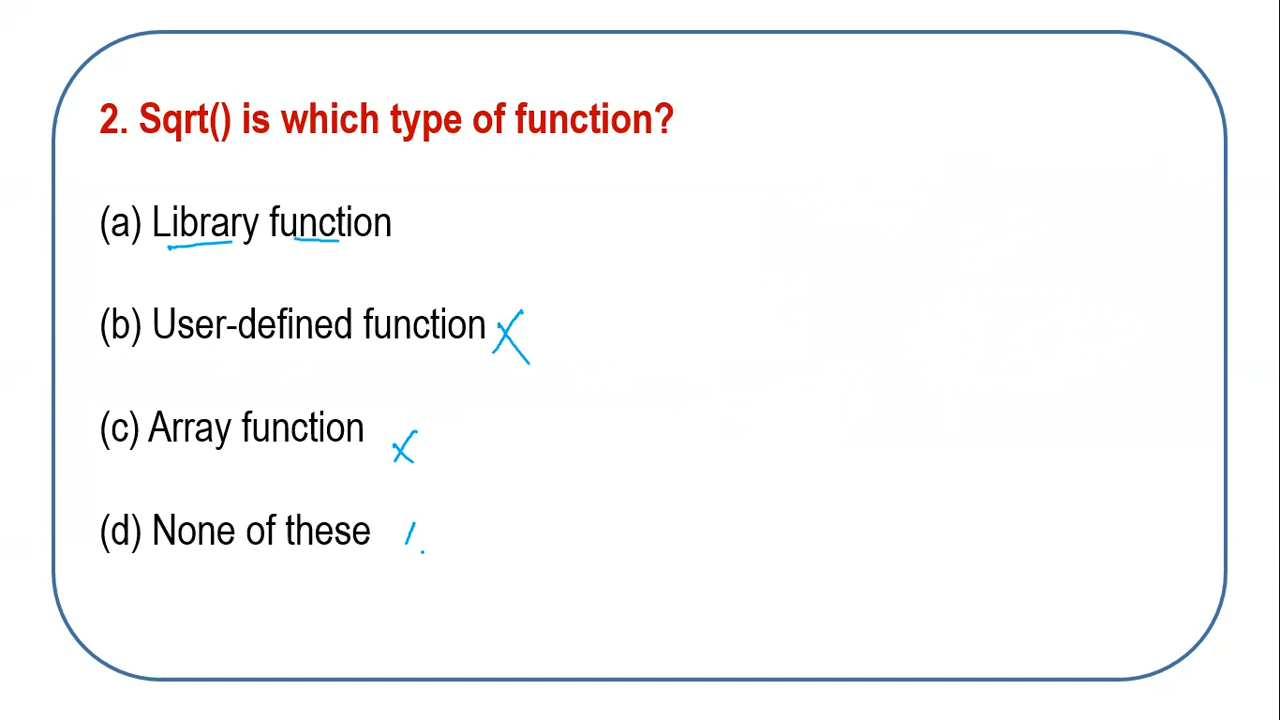 2. Sqrt() is which type of function?
(a) Library function
(b) User-defined function
(c) Array function
(d) None of these